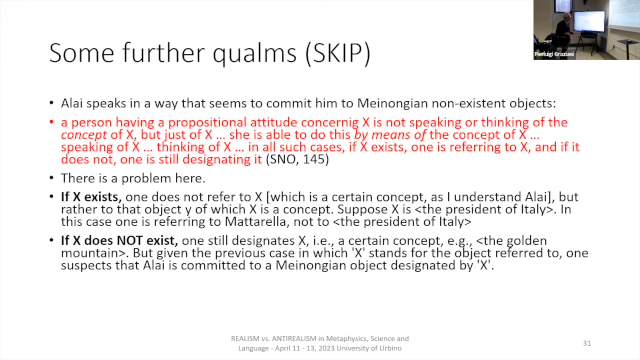 Pierluigi Graziani
Some further qualms (SKIP)
• Alai speaks in a way that seems to commit him to Meinongian non-existent objects:
• a person having a propositional attitude concernig X is not speaking or thinking of the
concept of X, but just of X … she is able to do this by means of the concept of X …
speaking of X … thinking of X … in all such cases, if X exists, one is referring to X, and if it
does not, one is still designating it (SNO, 145)
• There is a problem here.
• If X exists, one does not refer to X [which is a certain concept, as I understand Alai], but
rather to that object y of which X is a concept. Suppose X is <the president of Italy>. In
this case one is referring to Mattarella, not to <the president of Italy>
• If X does NOT exist, one still designates X, i.e., a certain concept, e.g., <the golden
mountain>. But given the previous case in which 'X' stands for the object referred to, one
suspects that Alai is committed to a Meinongian object designated by 'X'.
REALISM vs. ANTIREALISM in Metaphysics, Science and
Language - April 11 - 13, 2023 University of Urbino
31